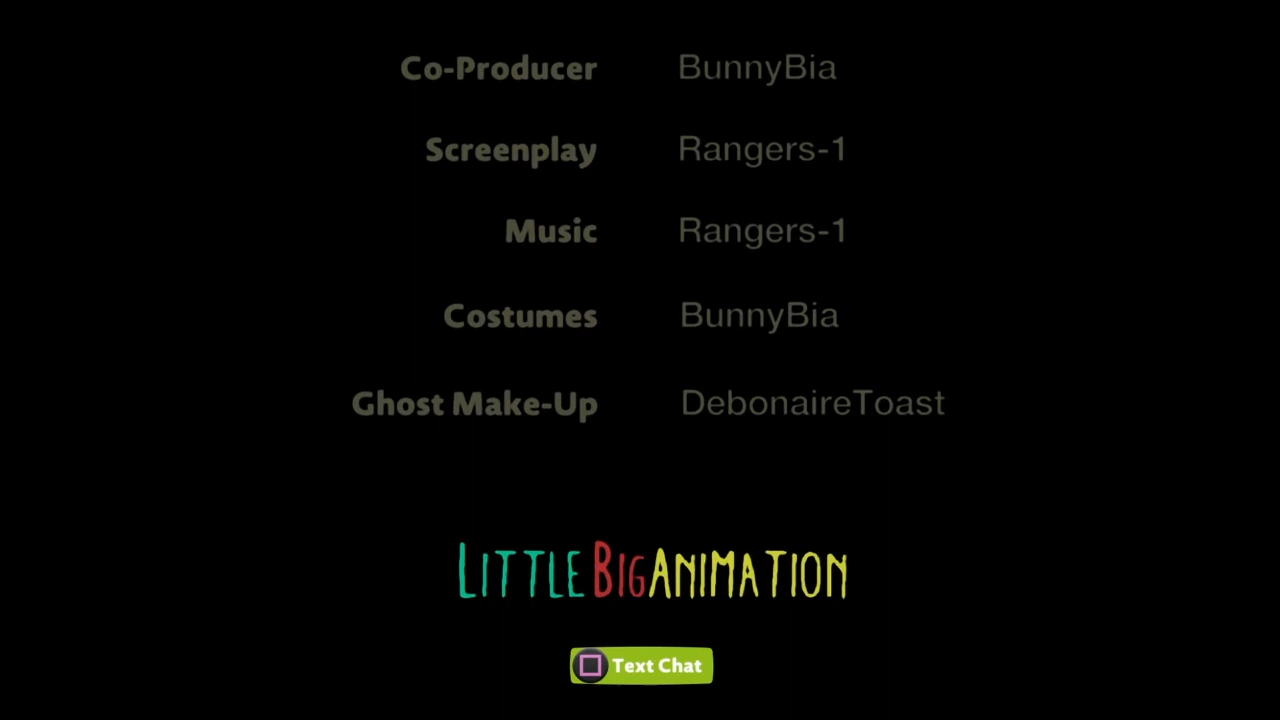 Co-Producer BunnyBia
Screenplay Rangers-1
Music Rangers-1
Costumes BunnyBia
Ghost Make-Up DebonaireToast
LITTLEBIGANIMATION
Text Chat